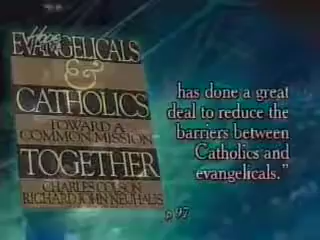 EVANGELICALS
&
CATHOLICS
TOWARD A
COMMON MISSION
TOGETHER
CHARLES COLSON
RICHARD JOHN NEUHAUS
has done a great
deal to reduce the
barriers between
Catholics and
evangelicals."
p 97